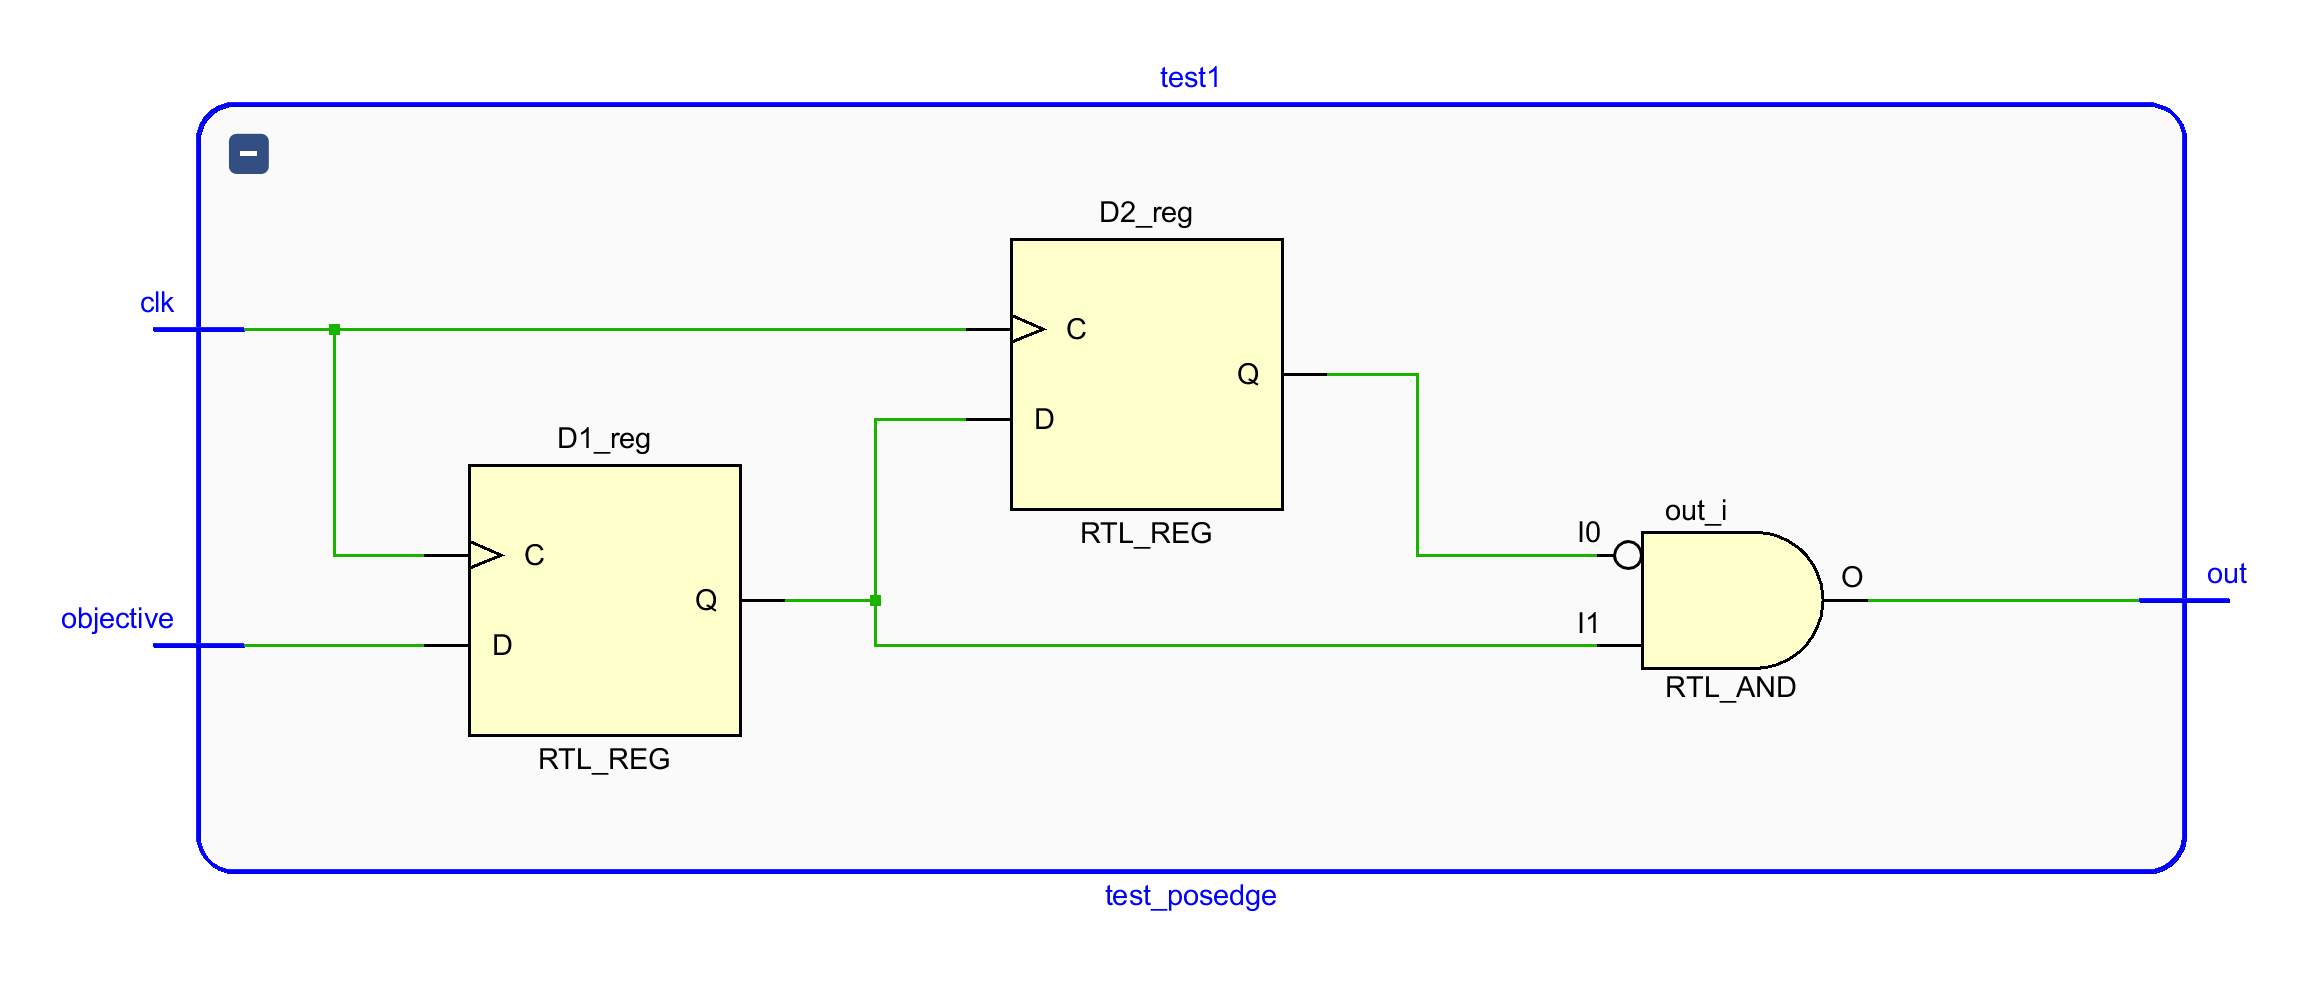 test1
D2_reg
clk
C
Q
D
D1_reg
RTL_REG
out_i
I0
C
O
out
Q
objective
I1
D
RTL_AND
RTL_REG
test_posedge